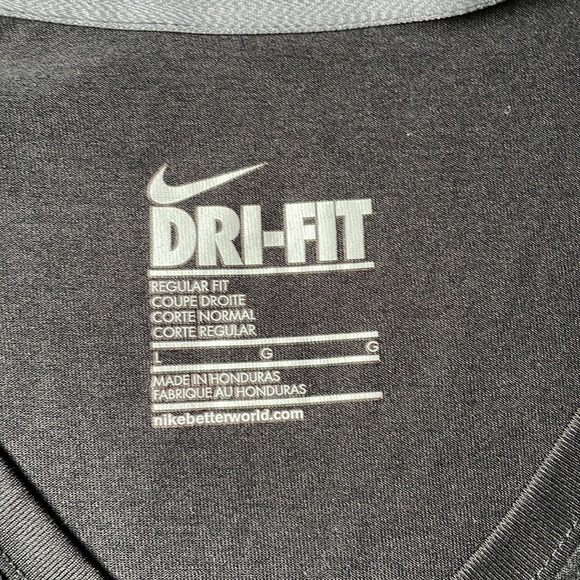 DRI-FIT
REGULAR FIT
COUPE DROITE
CORTE NORMAL
CORTE REGULAR
L G G
MADE IN HONDURAS
FABRIQUE AU HONDURAS
nikebetterworld.com